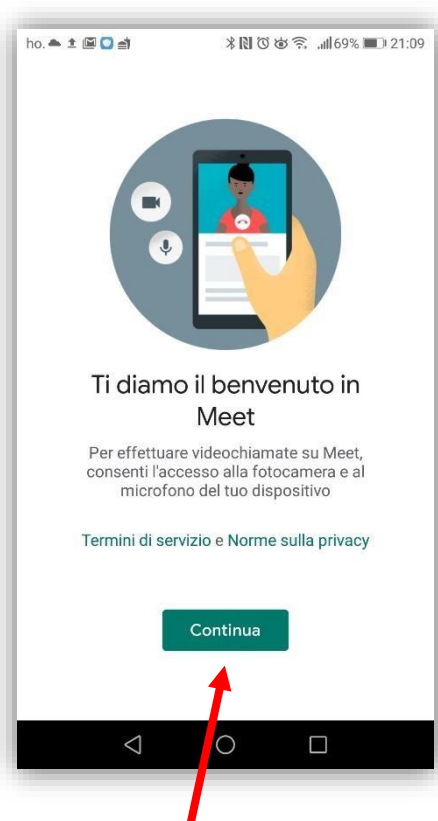 ho. 69% 21:09
Ti diamo il benvenuto in
Meet
Per effettuare videochiamate su Meet,
consenti l'accesso alla fotocamera e al
microfono del tuo dispositivo
Termini di servizio e Norme sulla privacy
Continua